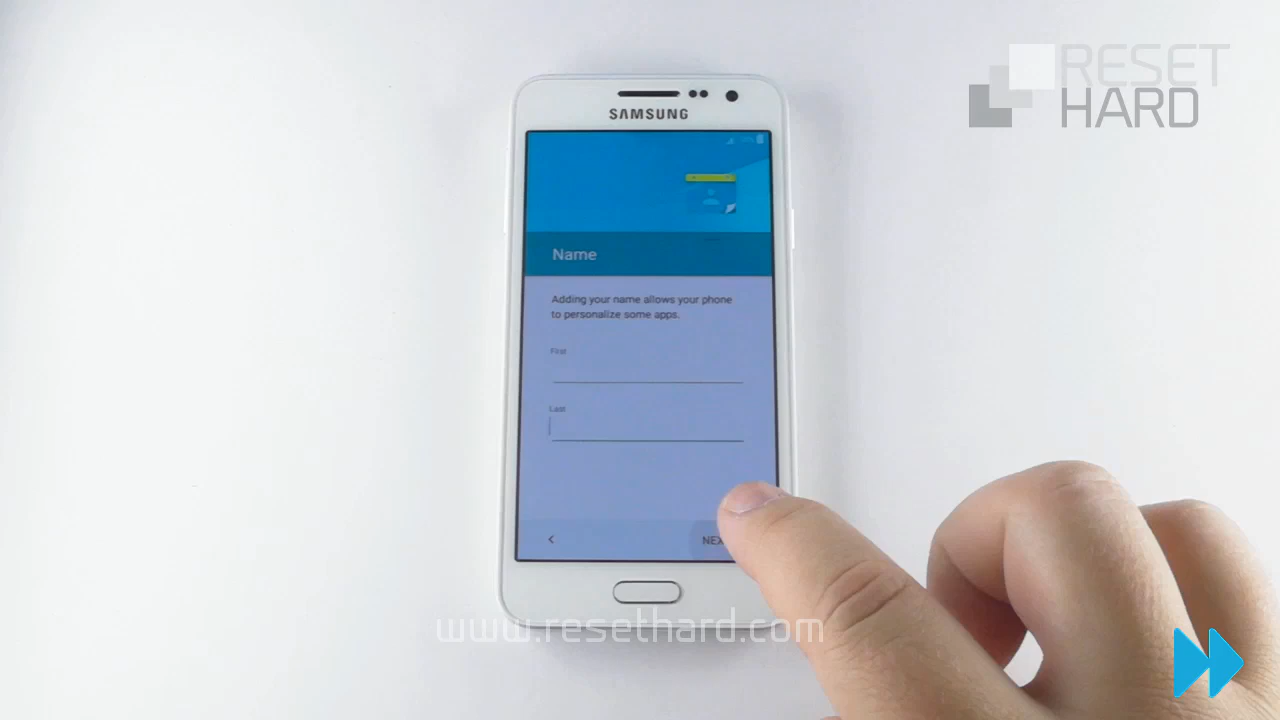 RESET
HARD
SAMSUNG
Name
Adding your name allows your phone
to personalize some apps.
First
Last
www.resethard.com